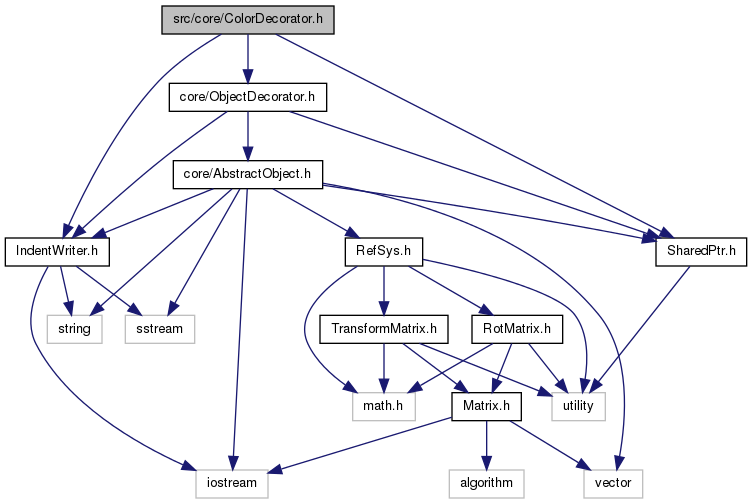 src/core/ColorDecorator.h
core/ObjectDecorator.h
core/AbstractObject.h
IndentWriter.h
RefSys.h
SharedPtr.h
string
sstream
TransformMatrix.h
RotMatrix.h
math.h
Matrix.h
utility
iostream
algorithm
vector